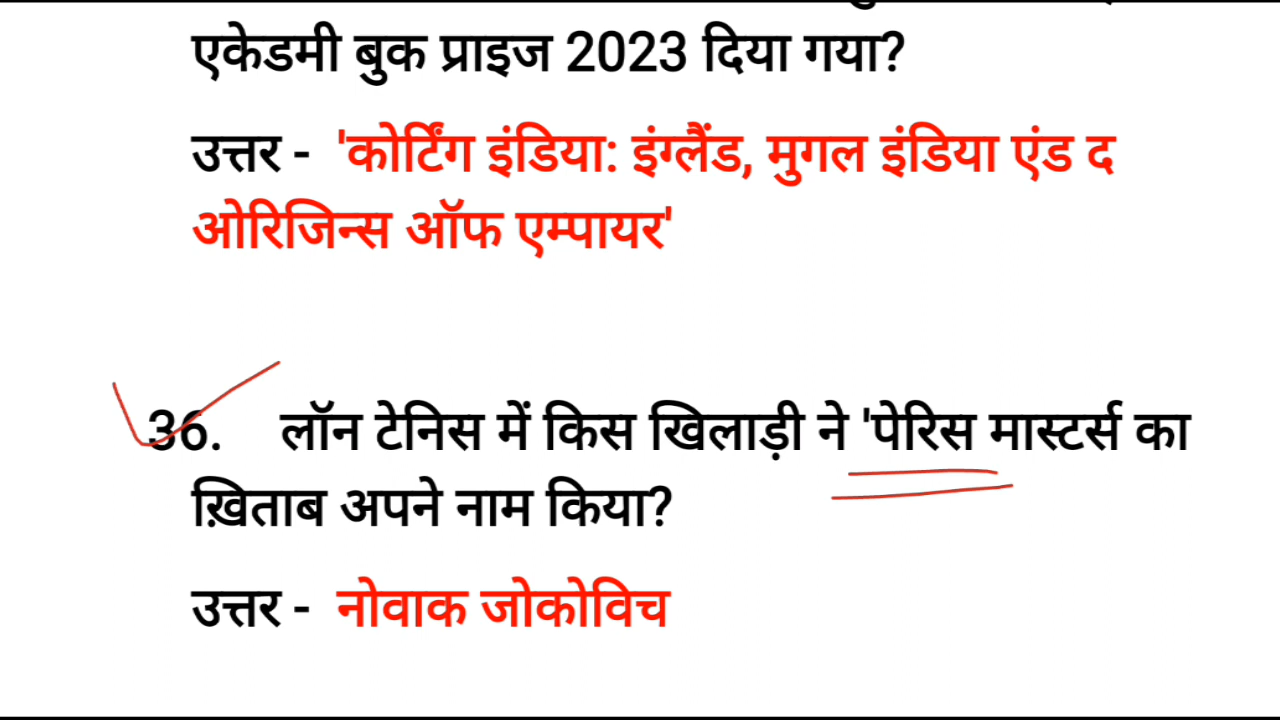 एकेडमी बुक प्राइज 2023 दिया गया?
उत्तर - 'कोर्टिंग इंडिया: इंग्लैंड, मुगल इंडिया एंड द
ओरिजिन्स ऑफ एम्पायर'
36. लॉन टेनिस में किस खिलाड़ी ने 'पेरिस मास्टर्स का
ख़िताब अपने नाम किया?
उत्तर - नोवाक जोकोविच